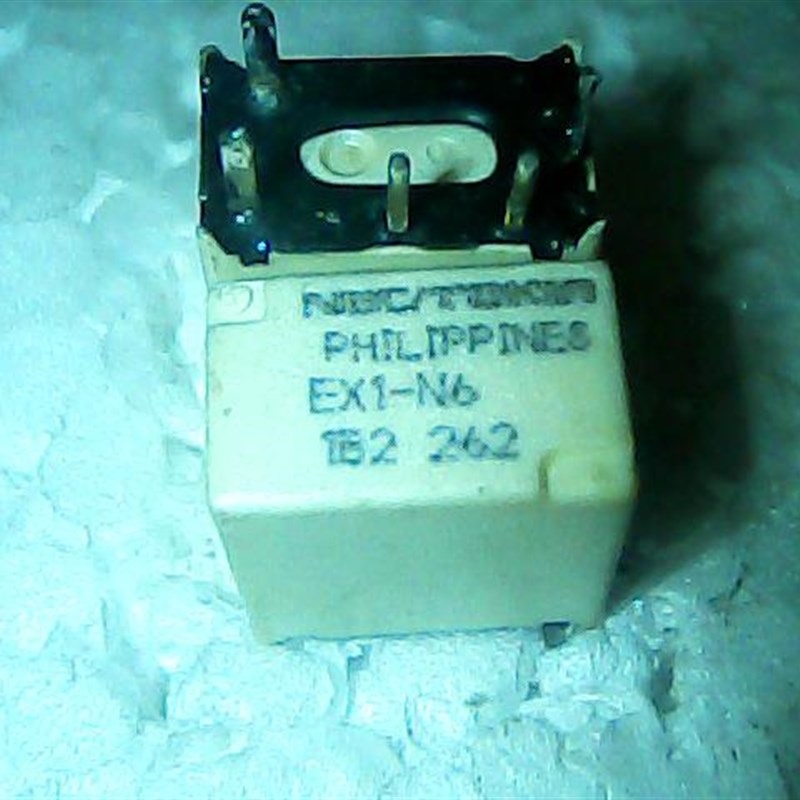 NEC/TOKIN
PHILIPPINES
EX1-N6
1B2 262